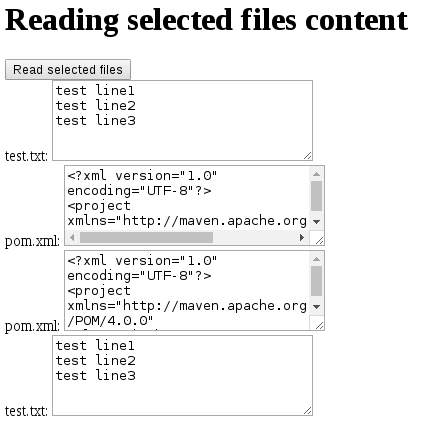 Reading selected files content
Read selected files
test line1
test line2
test line3
test.txt:
<?xml version="1.0"
encoding="UTF-8"?>
<project
xmlns="http://maven.apache.org
pom.xml:
<?xml version="1.0"
encoding="UTF-8"?>
<project
xmlns="http://maven.apache.org
/POM/4.0.0"
pom.xml:
test line1
test line2
test line3
test.txt: